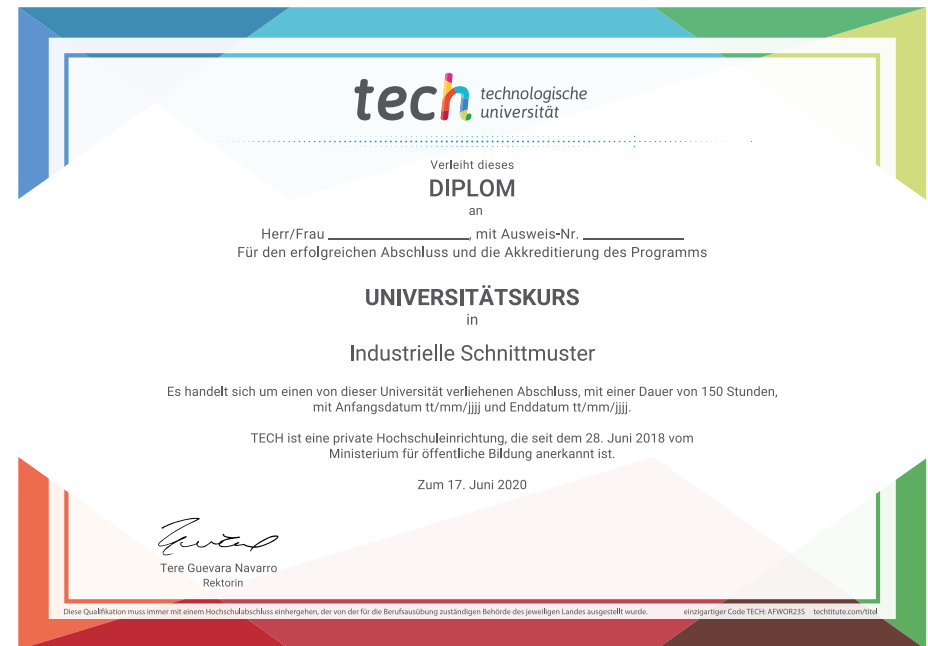 tech technologische
universität
Verleiht dieses
DIPLOM
an
Herr/Frau ____________, mit Ausweis-Nr. ____________
Für den erfolgreichen Abschluss und die Akkreditierung des Programms
UNIVERSITÄTSKURS
in
Industrielle Schnittmuster
Es handelt sich um einen von dieser Universität verliehenen Abschluss, mit einer Dauer von 150 Stunden,
mit Anfangsdatum tt/mm/jjjj und Enddatum tt/mm/jjjj.
TECH ist eine private Hochschuleinrichtung, die seit dem 28. Juni 2018 vom
Ministerium für öffentliche Bildung anerkannt ist.
Zum 17. Juni 2020
Tere Guevara Navarro
Rektorin
Diese Qualifikation muss immer mit einem Hochschulabschluss einhergehen, der von der für die Berufsausübung zuständigen Behörde des jeweiligen Landes ausgestellt wurde. einzigartiger Code TECH: AFWOR23S techtitute.com/titel